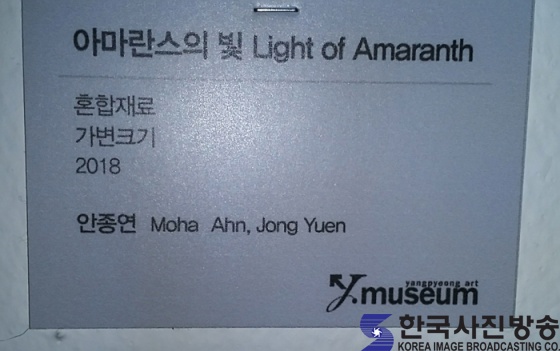 아마란스의 빛 Light of Amaranth
혼합재료
가변크기
2018
안종연 Moha Ahn, Jong Yuen
yangpyeong art
y.museum
한국사진방송
KOREA IMAGE BROADCASTING CO.